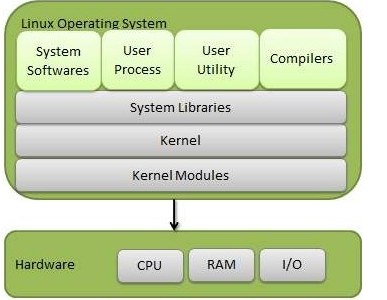 Linux Operating System
System
Softwares
User
Process
User
Utility
Compilers
System Libraries
Kernel
Kernel Modules
Hardware
CPU
RAM
I/O